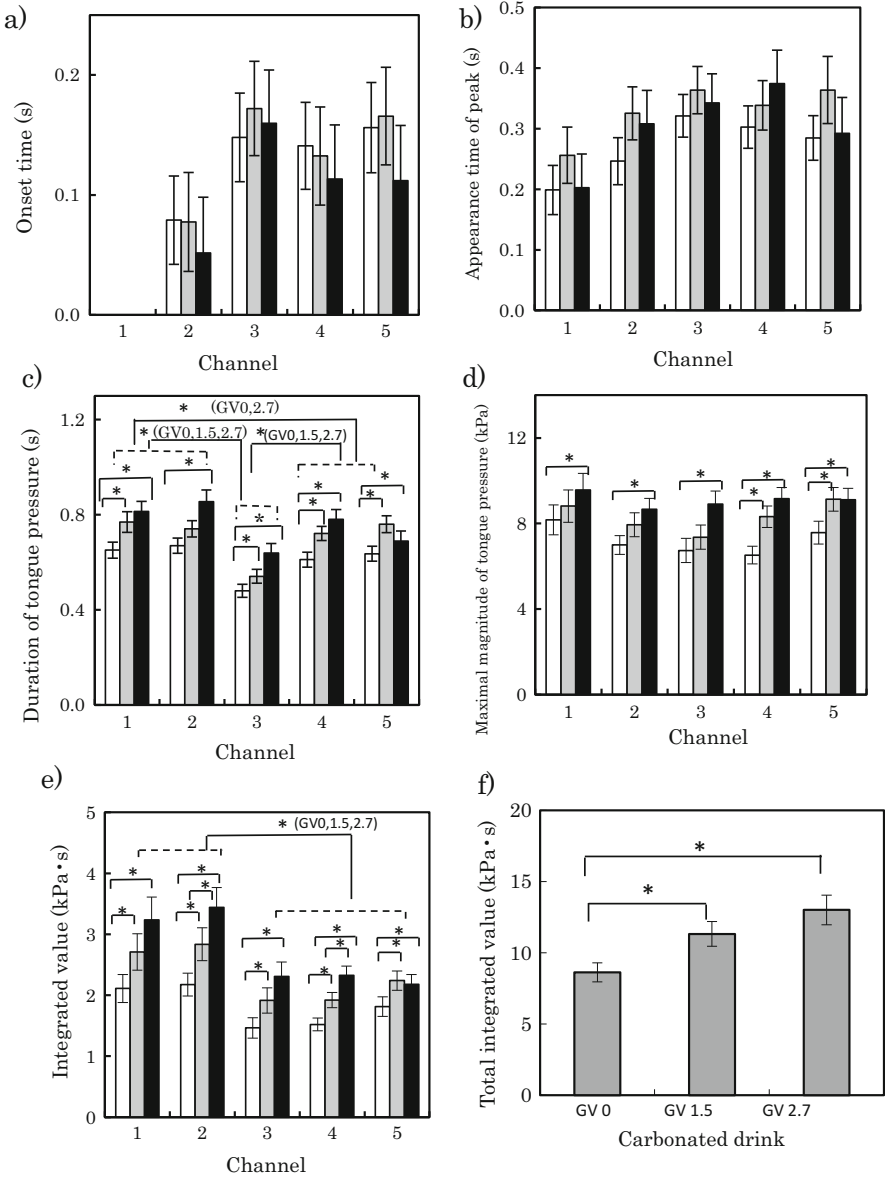 a)
Onset time (s)
0.2
0.1
0.0
1 2 3 4 5
Channel
b)
Appearance time of peak (s)
0.5
0.4
0.3
0.2
0.1
0.0
1 2 3 4 5
Channel
c)
Duration of tongue pressure (s)
1.2
0.8
0.4
0.0
* (GV0,2.7)
* (GV0,1.5,2.7)
* (GV0,1.5,2.7)
* * * * * * * * *
1 2 3 4 5
Channel
d)
Maximal magnitude of tongue pressure (kPa)
12
8
4
0
* * * * * * *
1 2 3 4 5
Channel
e)
Integrated value (kPa・s)
5
4
3
2
1
0
* (GV0,1.5,2.7)
* * * * * * * * * * * *
1 2 3 4 5
Channel
f)
Total integrated value (kPa・s)
20
15
10
5
0
*
*
GV 0 GV 1.5 GV 2.7
Carbonated drink